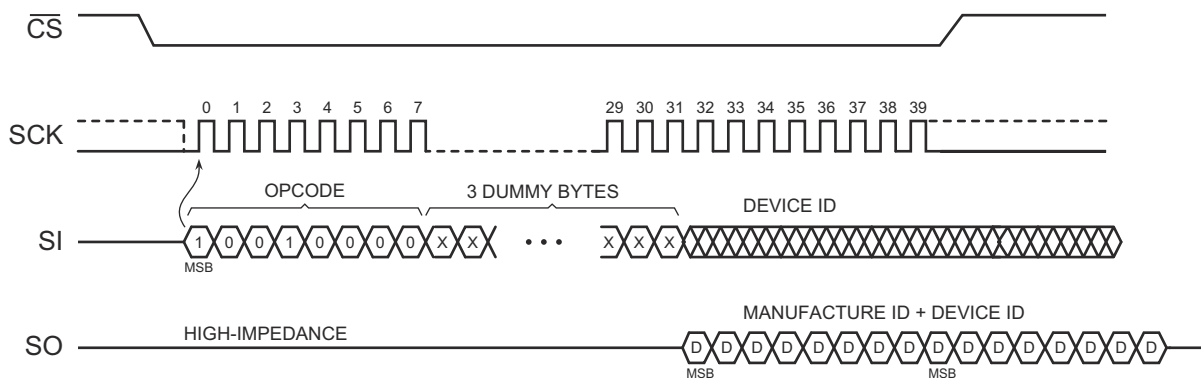 CS
0 1 2 3 4 5 6 7 29 30 31 32 33 34 35 36 37 38 39
SCK
OPCODE 3 DUMMY BYTES DEVICE ID
SI 1 0 0 1 0 0 0 0 X X • • • X X X
MSB
MANUFACTURE ID + DEVICE ID
HIGH-IMPEDANCE
SO D D D D D D D D D D D D D D D D
MSB MSB